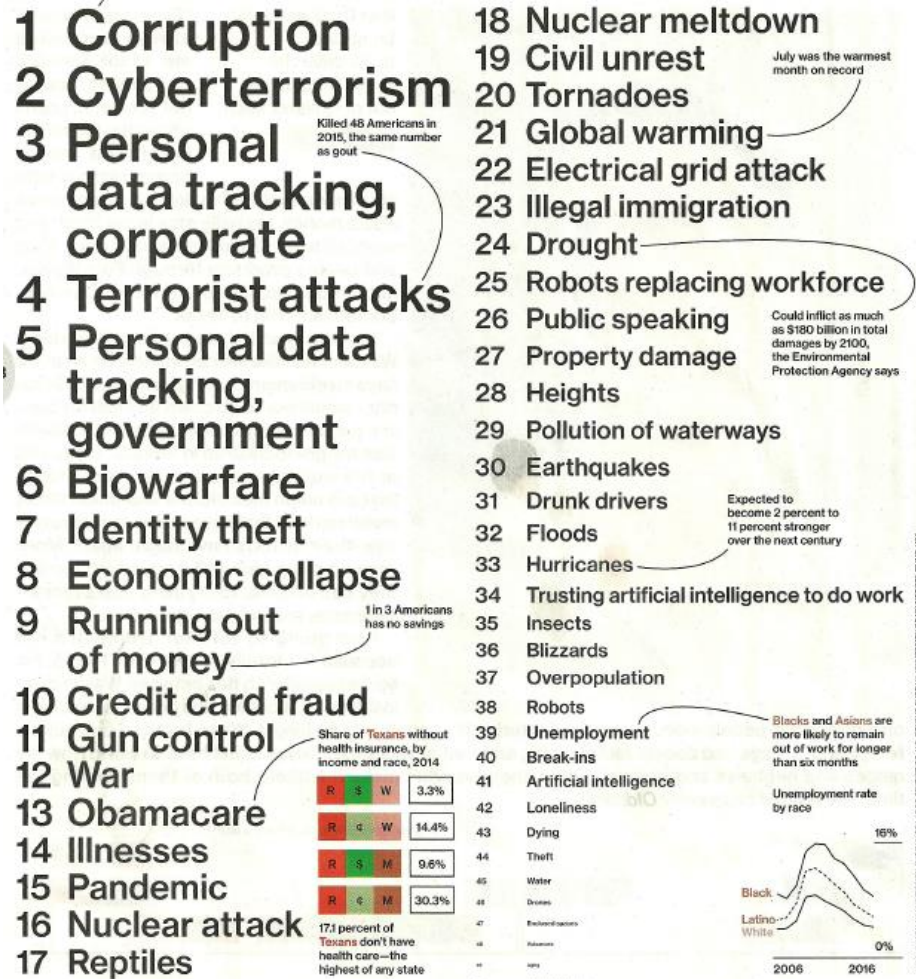 1 Corruption
2 Cyberterrorism
3 Personal
data tracking,
corporate
Killed 48 Americans in
2015, the same number
as gout
4 Terrorist attacks
5 Personal data
tracking,
government
6 Biowarfare
7 Identity theft
8 Economic collapse
9 Running out
of money
1 in 3 Americans
has no savings
10 Credit card fraud
11 Gun control
12 War
13 Obamacare
14 Illnesses
15 Pandemic
16 Nuclear attack
17 Reptiles
Share of Texans without
health insurance, by
income and race, 2014
R $ W 3.3%
R ¢ W 14.4%
R $ M 9.6%
R ¢ M 30.3%
17.1 percent of
Texans don't have
health care—the
highest of any state
18 Nuclear meltdown
19 Civil unrest
20 Tornadoes
21 Global warming
July was the warmest
month on record
22 Electrical grid attack
23 Illegal immigration
24 Drought
25 Robots replacing workforce
26 Public speaking
27 Property damage
Could inflict as much
as $180 billion in total
damages by 2100,
the Environmental
Protection Agency says
28 Heights
29 Pollution of waterways
30 Earthquakes
31 Drunk drivers
32 Floods
33 Hurricanes
Expected to
become 2 percent to
11 percent stronger
over the next century
34 Trusting artificial intelligence to do work
35 Insects
36 Blizzards
37 Overpopulation
38 Robots
39 Unemployment
40 Break-ins
41 Artificial intelligence
42 Loneliness
43 Dying
44 Theft
45 Water
46 Drones
47
Blacks and Asians are
more likely to remain
out of work for longer
than six months
Unemployment rate
by race
16%
Black
Latino
White
0%
2006 2016